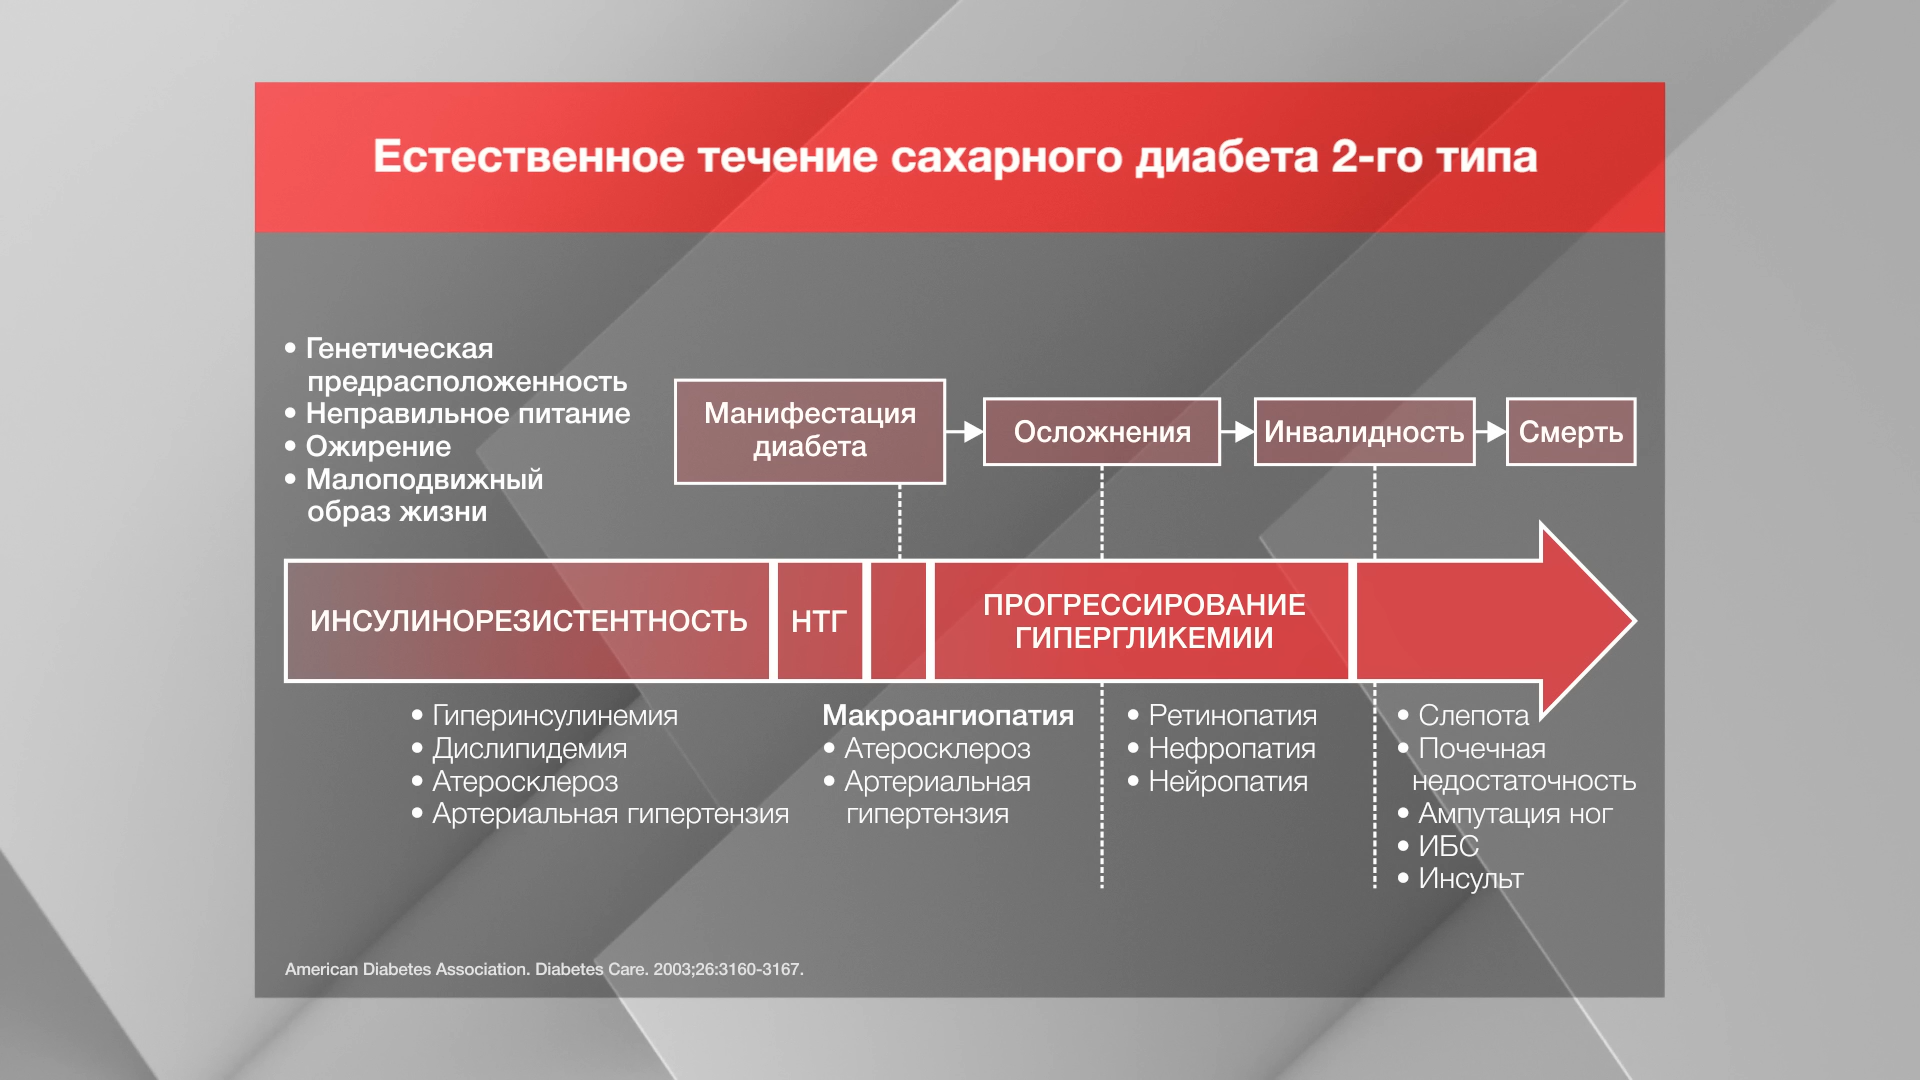 Естественное течение сахарного диабета 2-го типа
• Генетическая
предрасположенность
• Неправильное питание
• Ожирение
• Малоподвижный
образ жизни
Манифестация
диабета
Осложнения
Инвалидность
Смерть
ИНСУЛИНОРЕЗИСТЕНТНОСТЬ
НТГ
ПРОГРЕССИРОВАНИЕ
ГИПЕРГЛИКЕМИИ
• Гиперинсулинемия
• Дислипидемия
• Атеросклероз
• Артериальная гипертензия
Макроангиопатия
• Атеросклероз
• Артериальная
гипертензия
• Ретинопатия
• Нефропатия
• Нейропатия
• Слепота
• Почечная
недостаточность
• Ампутация ног
• ИБС
• Инсульт
American Diabetes Association. Diabetes Care. 2003;26:3160-3167.